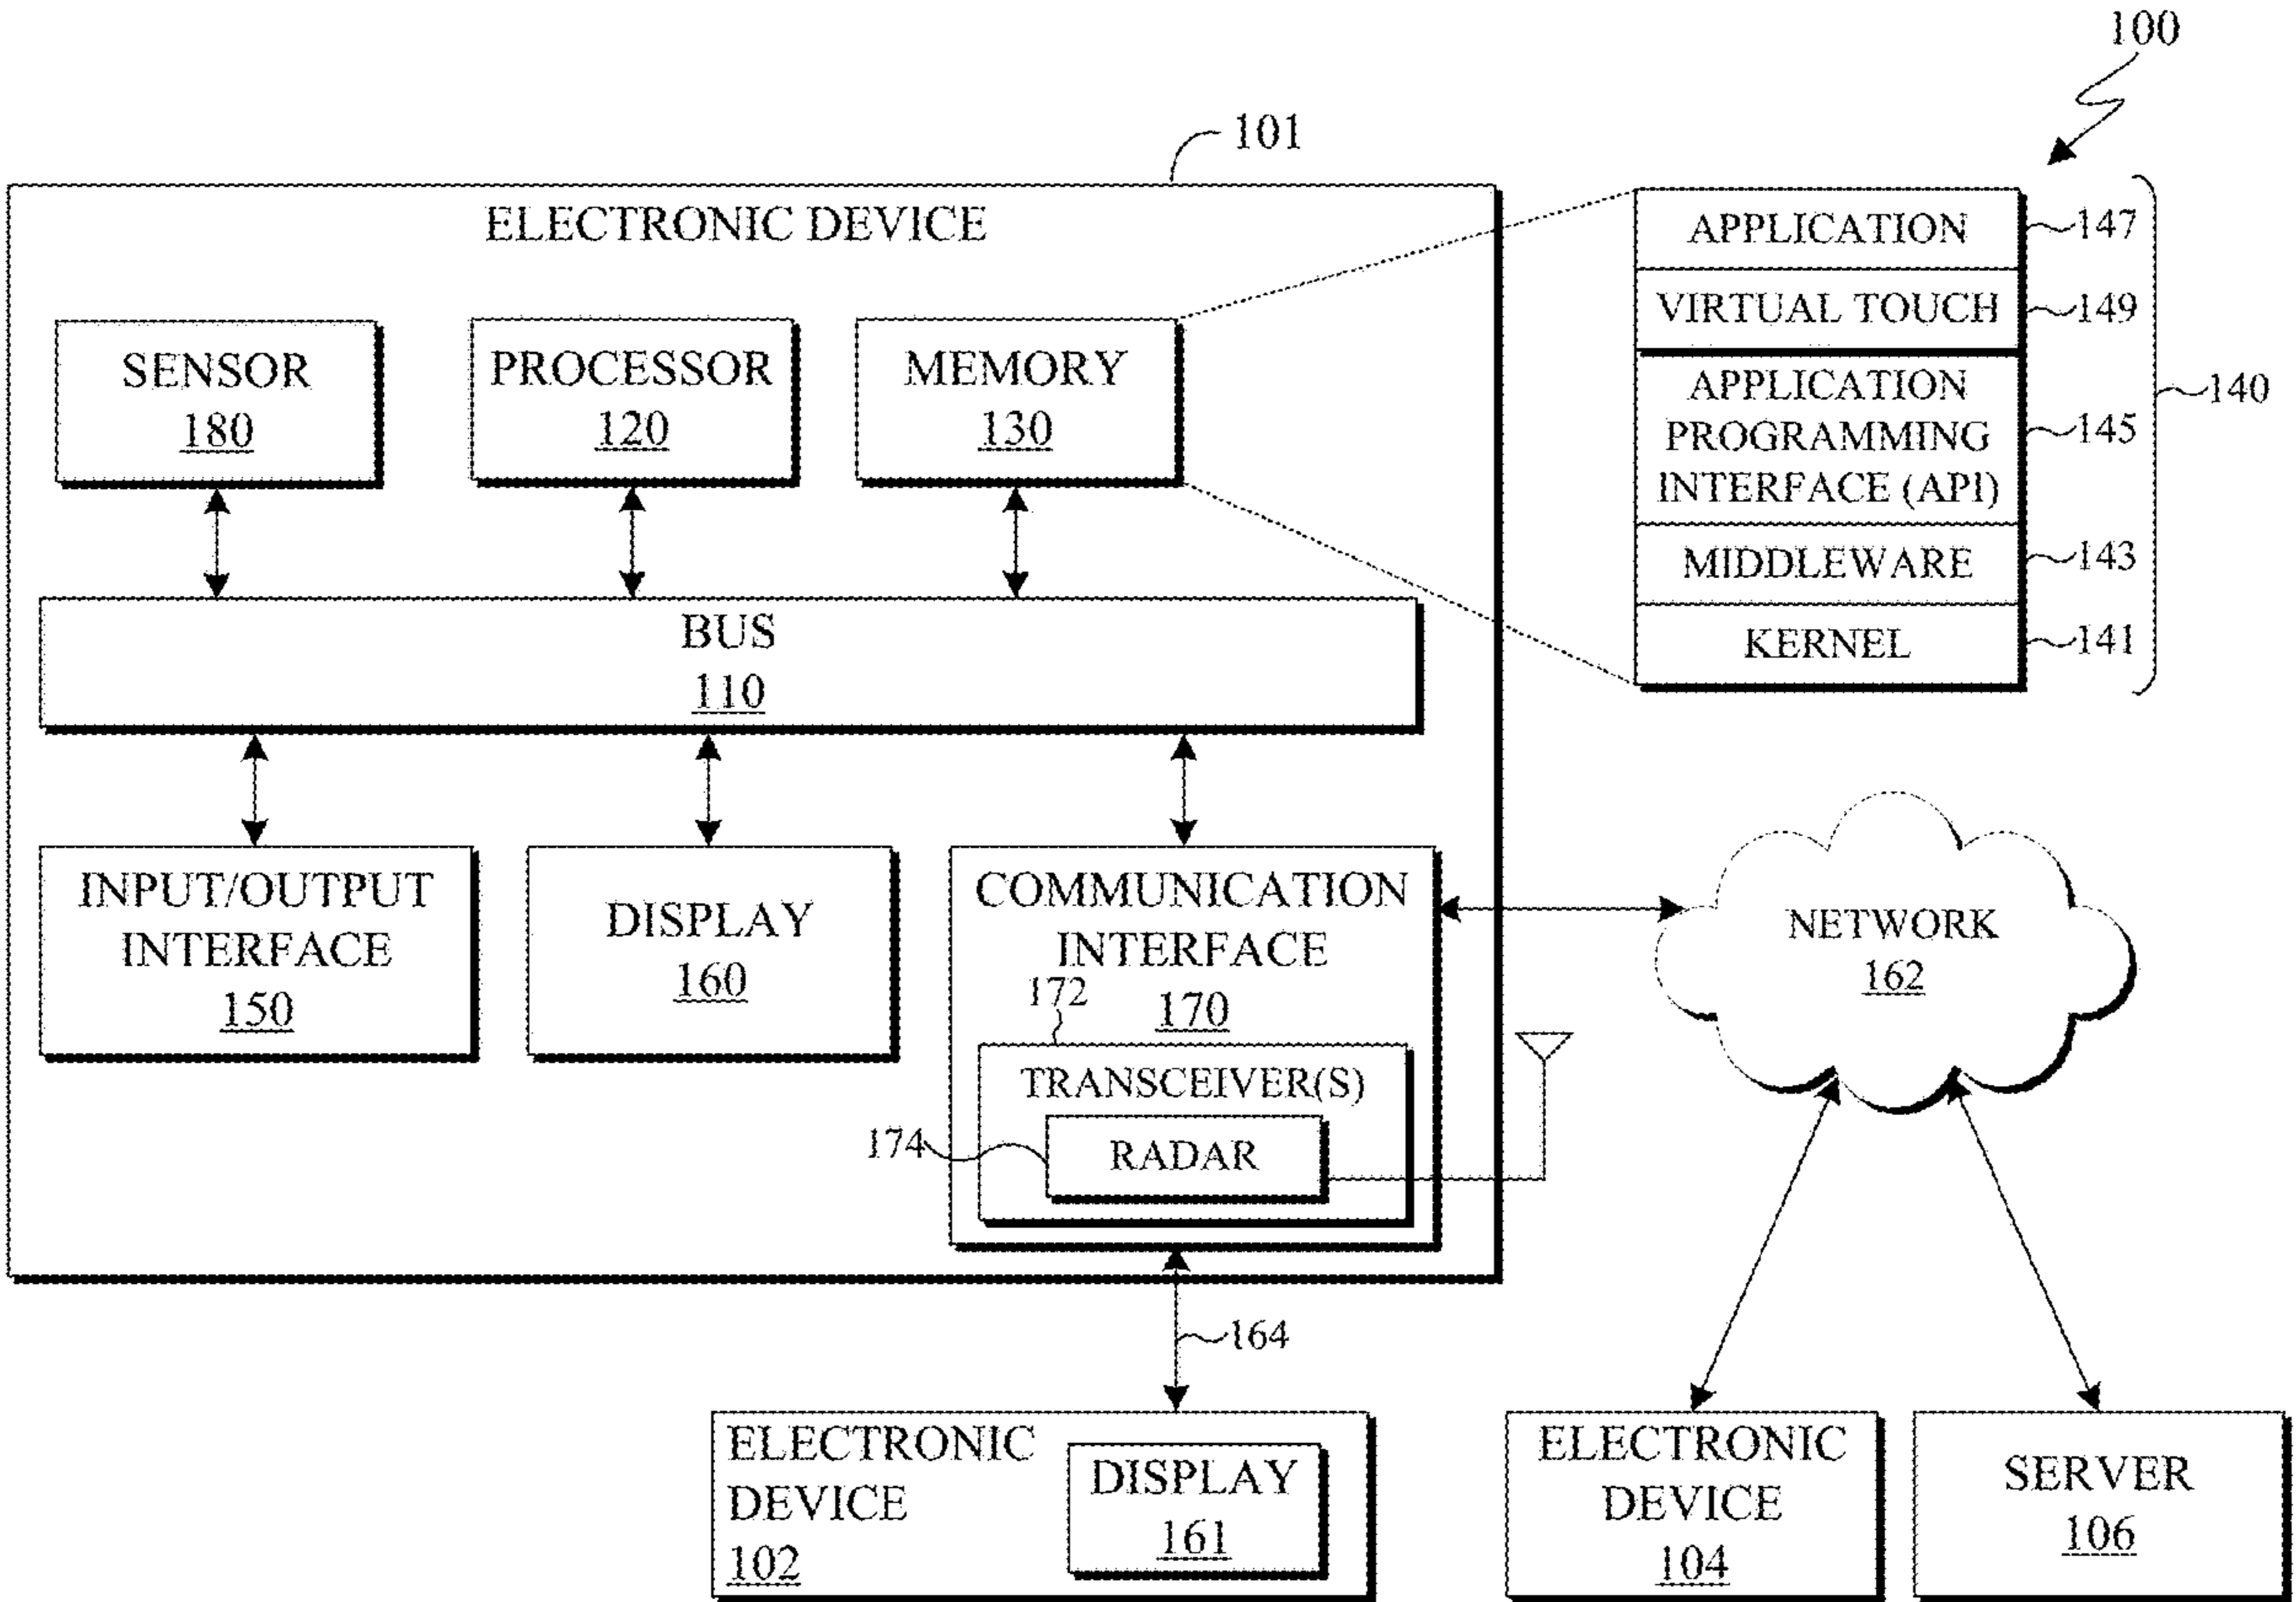 100
101
ELECTRONIC DEVICE
SENSOR
180
PROCESSOR
120
MEMORY
130
APPLICATION
147
VIRTUAL TOUCH
149
APPLICATION
PROGRAMMING
INTERFACE (API)
145
MIDDLEWARE
143
KERNEL
141
140
BUS
110
INPUT/OUTPUT
INTERFACE
150
DISPLAY
160
COMMUNICATION
INTERFACE
170
172
TRANSCEIVER(S)
174
RADAR
NETWORK
162
164
ELECTRONIC
DEVICE
102
DISPLAY
161
ELECTRONIC
DEVICE
104
SERVER
106